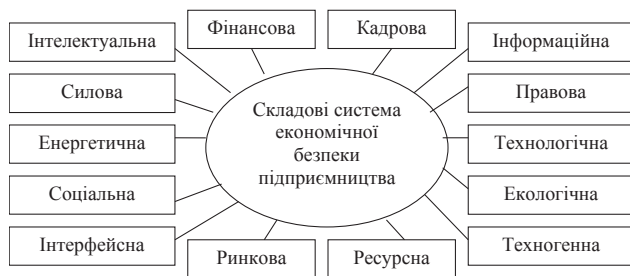 Фінансова
Кадрова
Інтелектуальна
Інформаційна
Силова
Правова
Складові система
економічної
безпеки
підприємництва
Енергетична
Технологічна
Соціальна
Екологічна
Інтерфейсна
Техногенна
Ринкова
Ресурсна